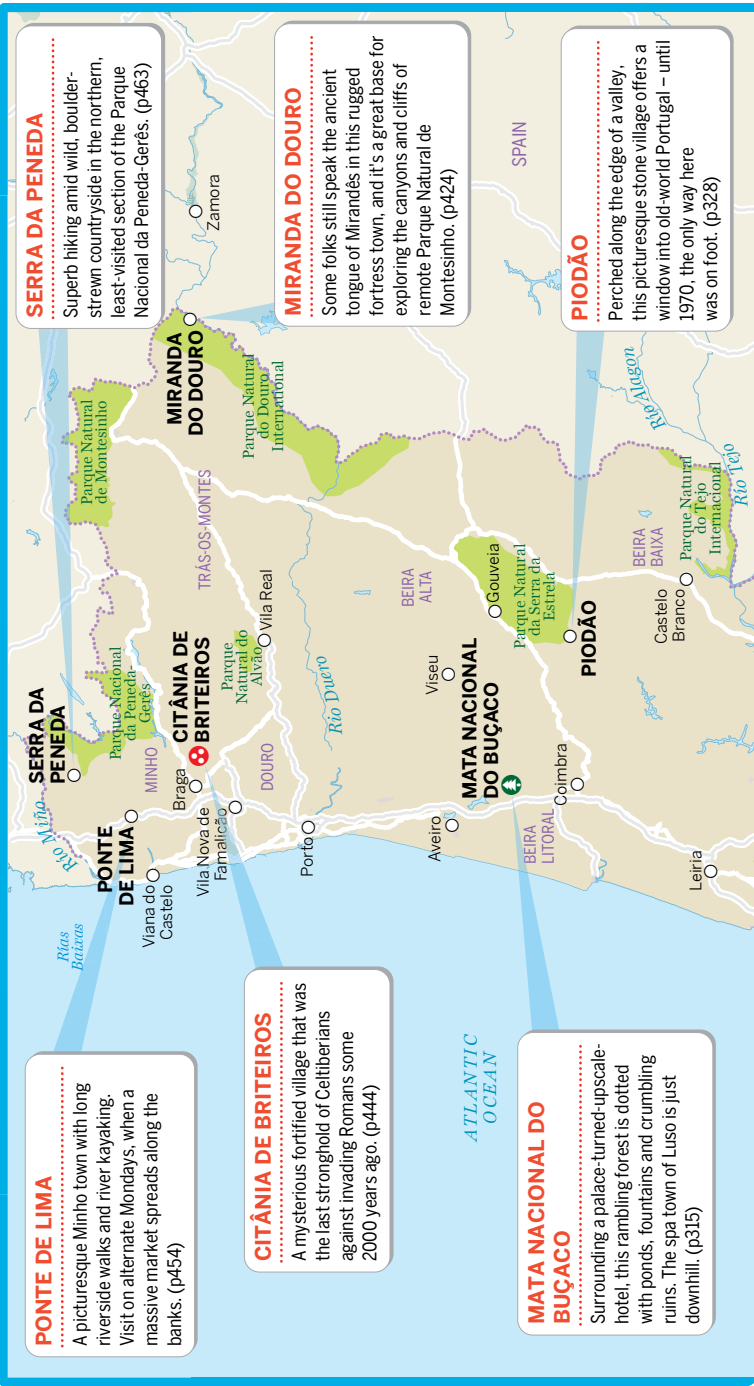 PONTE DE LIMA
A picturesque Minho town with long
riverside walks and river kayaking.
Visit on alternate Mondays, when a
massive market spreads along the
banks. (p454)
CITÂNIA DE BRITEIROS
A mysterious fortified village that was
the last stronghold of Celtiberians
against invading Romans some
2000 years ago. (p444)
MATA NACIONAL DO
BUÇACO
Surrounding a palace-turned-upscale-
hotel, this rambling forest is dotted
with ponds, fountains and crumbling
ruins. The spa town of Luso is just
downhill. (p315)
SERRA DA PENEDA
Superb hiking amid wild, boulder-
strewn countryside in the northern,
least-visited section of the Parque
Nacional da Peneda-Gerês. (p463)
MIRANDA DO DOURO
Some folks still speak the ancient
tongue of Mirandês in this rugged
fortress town, and it's a great base for
exploring the canyons and cliffs of
remote Parque Natural de
Montesinho. (p424)
PIODÃO
Perched along the edge of a valley,
this picturesque stone village offers a
window into old-world Portugal – until
1970, the only way here
was on foot. (p328)
Rías
Baixas
Río Miño
SERRA DA
PENEDA
PONTE
DE LIMA
Viana do
Castelo
Parque Nacional
da Peneda-
Gerês
MINHO
Braga
CITÂNIA DE
BRITEIROS
Vila Nova de
Famalicão
DOURO
Parque
Natural do
Alvão
Vila Real
Porto
Río Duero
TRÁS-OS-MONTES
Parque Natural
de Montesinho
MIRANDA
DO DOURO
Parque Natural
do Douro
International
Zamora
SPAIN
ATLANTIC
OCEAN
Aveiro
Viseu
BEIRA
ALTA
MATA NACIONAL
DO BUÇACO
BEIRA
LITORAL
Coimbra
Gouveia
Parque Natural
da Serra da
Estrela
PIODÃO
Leiria
Castelo
Branco
BEIRA
BAIXA
Parque Natural
do Tejo
Internacional
Río Alagon
Río Tejo